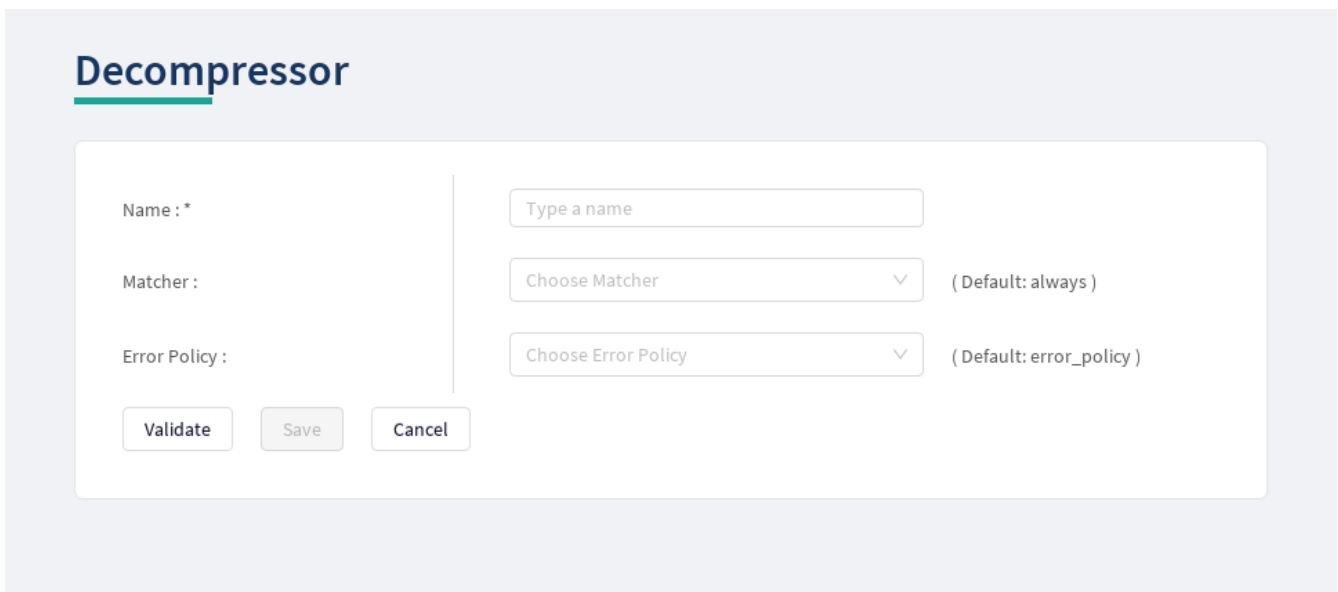 Decompressor
Name : * Type a name
Matcher : Choose Matcher ( Default: always )
Error Policy : Choose Error Policy ( Default: error_policy )
Validate Save Cancel